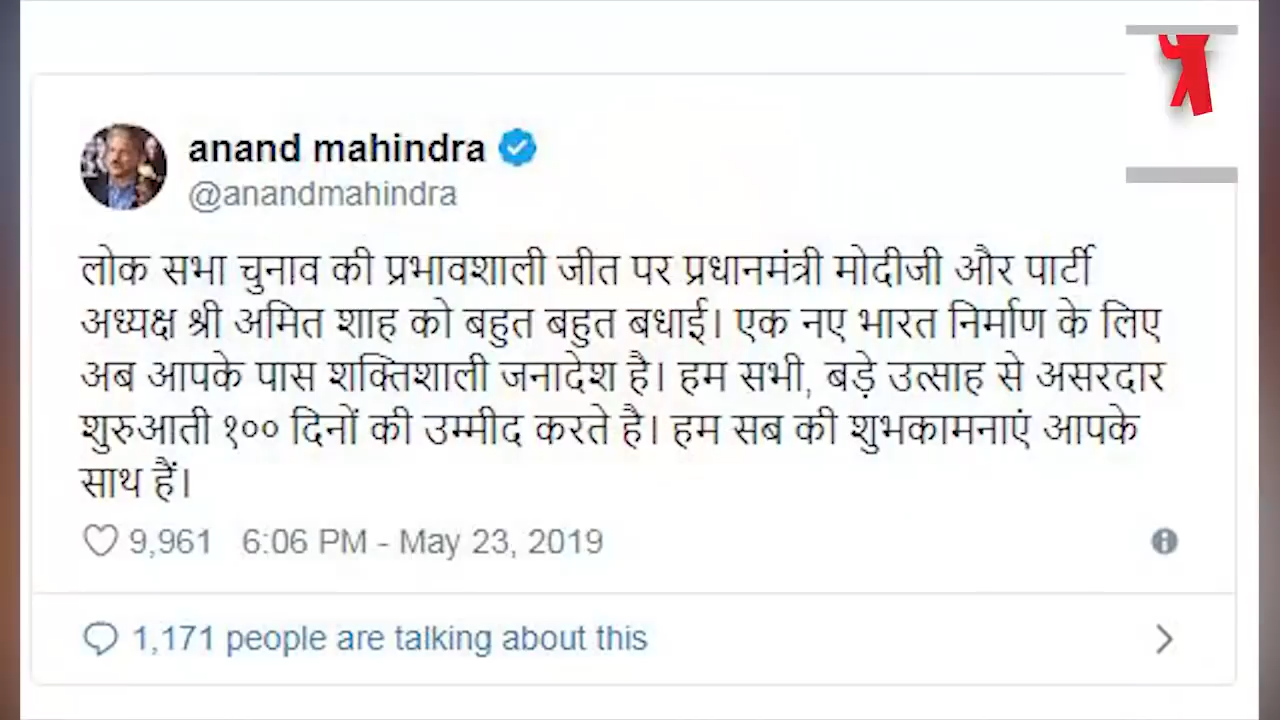 anand mahindra
@anandmahindra
लोक सभा चुनाव की प्रभावशाली जीत पर प्रधानमंत्री मोदीजी और पार्टी
अध्यक्ष श्री अमित शाह को बहुत बहुत बधाई। एक नए भारत निर्माण के लिए
अब आपके पास शक्तिशाली जनादेश है। हम सभी, बड़े उत्साह से असरदार
शुरुआती १०० दिनों की उम्मीद करते है। हम सब की शुभकामनाएं आपके
साथ हैं।
9,961 6:06 PM - May 23, 2019
1,171 people are talking about this